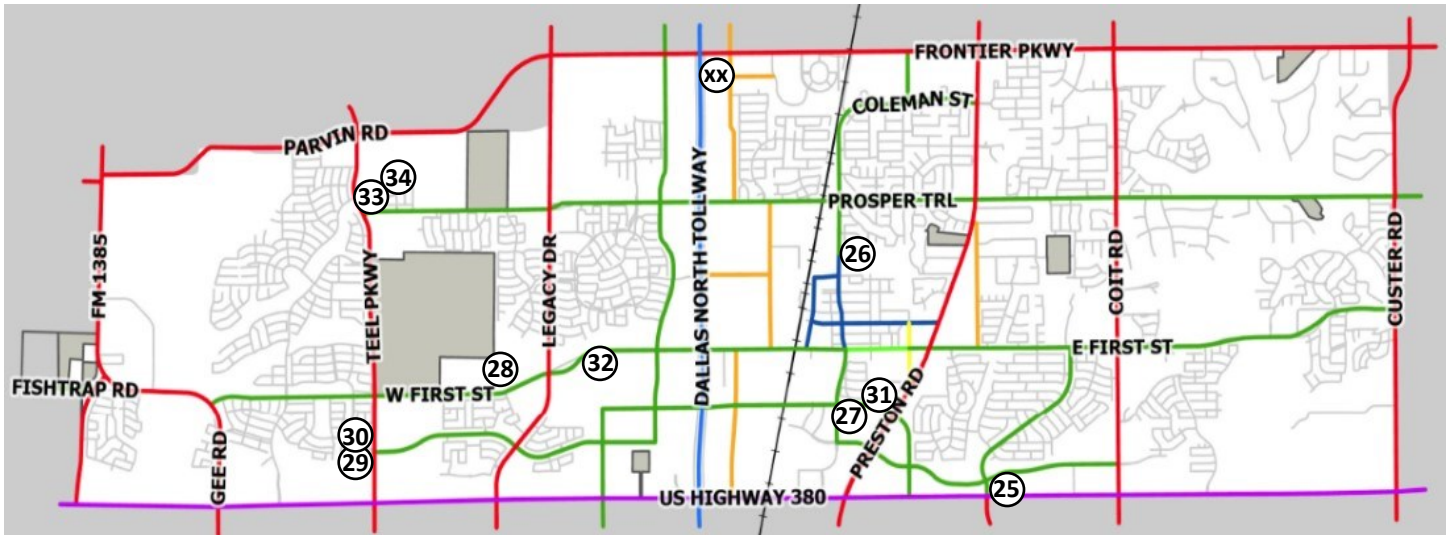 FRONTIER PKWY
xx
COLEMAN ST
PARVIN RD
34
33
PROSPER TRL
DALLAS NORTH TOLLWAY
26
FM 1385
TEEL PKWY
LEGACY DR
COIT RD
CUSTER RD
E FIRST ST
32
28
FISHTRAP RD
W FIRST ST
31
27
PRESTON RD
30
29
GEE RD
25
US HIGHWAY 380